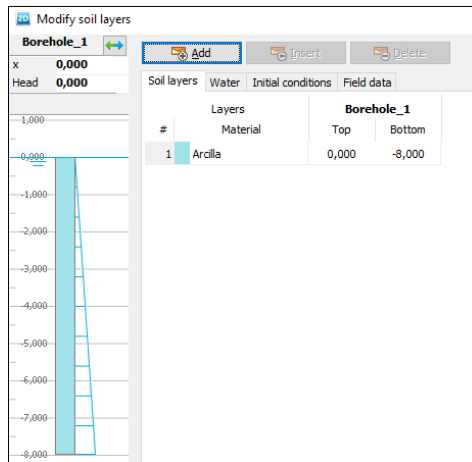 2D Modify soil layers
Borehole_1
x 0,000
Head 0,000
Add Insert Delete
Soil layers Water Initial conditions Field data
Layers Borehole_1
# Material Top Bottom
1 Arcilla 0,000 -8,000
1,000
0,000
-1,000
-2,000
-3,000
-4,000
-5,000
-6,000
-7,000
-8,000